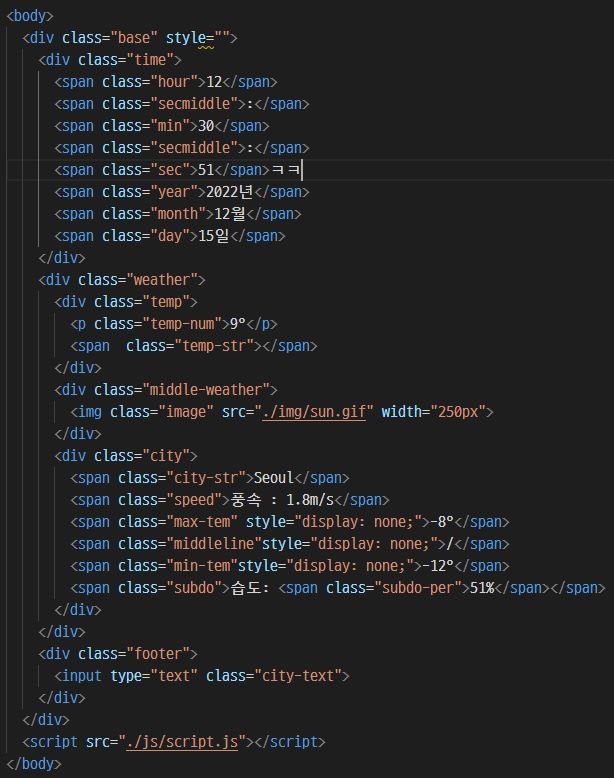 <body>
<div class="base" style="">
<div class="time">
<span class="hour">12</span>
<span class="secmiddle">:</span>
<span class="min">30</span>
<span class="secmiddle">:</span>
<span class="sec">51</span>ㅋㅋ
<span class="year">2022년</span>
<span class="month">12월</span>
<span class="day">15일</span>
</div>
<div class="weather">
<div class="temp">
<p class="temp-num">9°</p>
<span  class="temp-str"></span>
</div>
<div class="middle-weather">
<img class="image" src="./img/sun.gif" width="250px">
</div>
<div class="city">
<span class="city-str">Seoul</span>
<span class="speed">풍속 : 1.8m/s</span>
<span class="max-tem" style="display: none;">-8°</span>
<span class="middleline"style="display: none;">/</span>
<span class="min-tem"style="display: none;">-12°</span>
<span class="subdo">습도: <span class="subdo-per">51%</span></span>
</div>
</div>
<div class="footer">
<input type="text" class="city-text">
</div>
</div>
<script src="./js/script.js"></script>
</body>